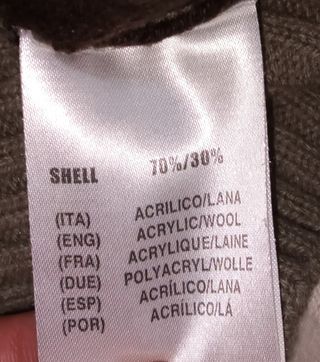 SHELL 70%/30%
(ITA) ACRILICO/LANA
(ENG) ACRYLIC/WOOL
(FRA) ACRYLIQUE/LAINE
(DUE) POLYACRYL/WOLLE
(ESP) ACRÍLICO/LANA
(POR) ACRÍLICO/LÁ